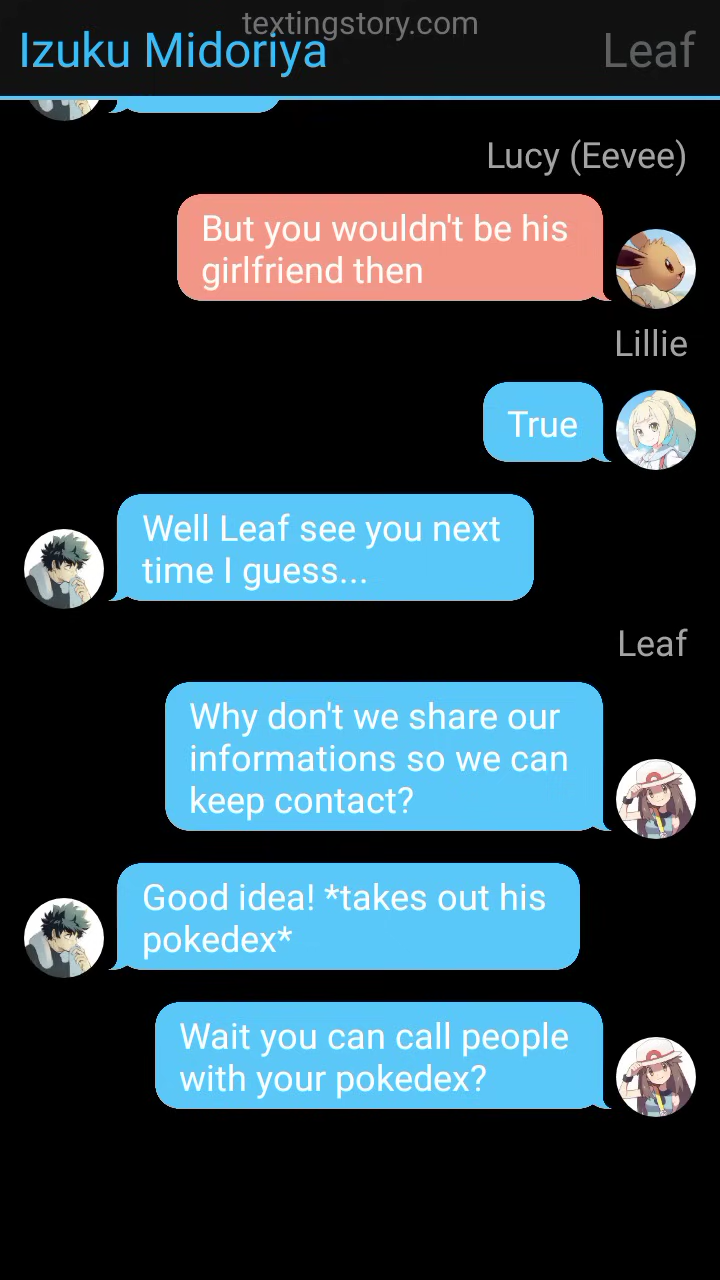 textingstory.com
Izuku Midoriya
Leaf
Lucy (Eevee)
But you wouldn't be his
girlfriend then
Lillie
True
Well Leaf see you next
time I guess...
Leaf
Why don't we share our
informations so we can
keep contact?
Good idea! *takes out his
pokedex*
Wait you can call people
with your pokedex?